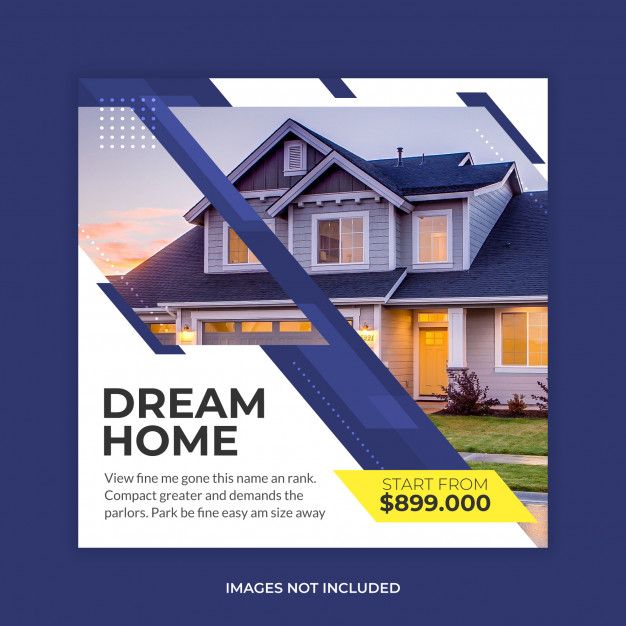 DREAM
HOME
View fine me gone this name an rank.
Compact greater and demands the
parlors. Park be fine easy am size away
START FROM
$899.000
IMAGES NOT INCLUDED